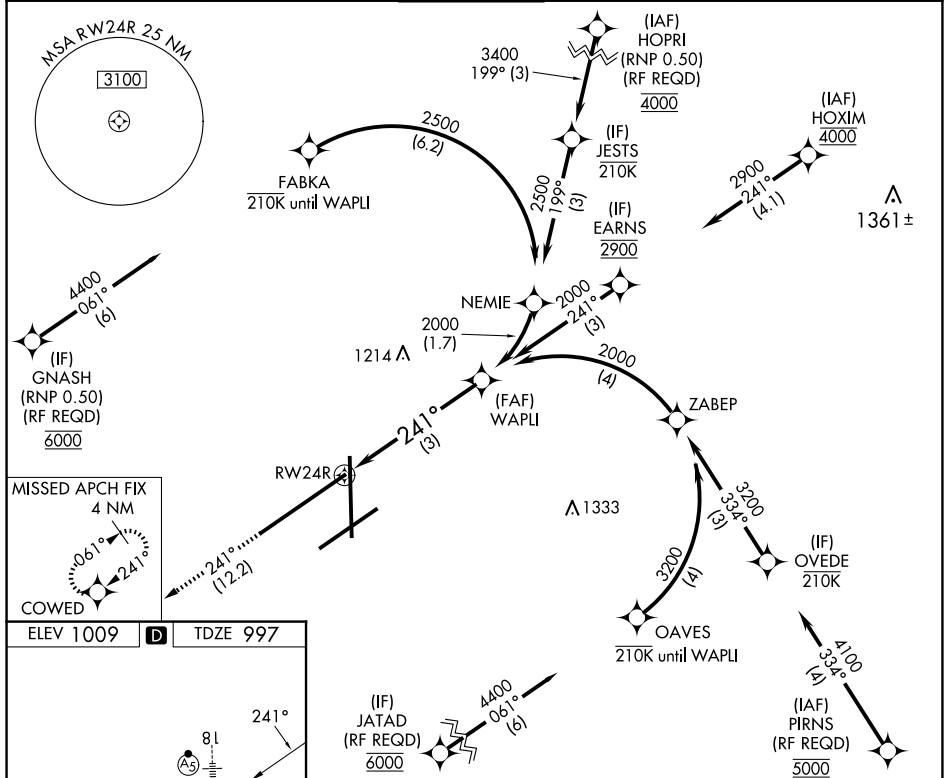 MSA RW24R 25 NM
3100
(IAF)
HOPRI
(RNP 0.50)
(RF REQD)
4000
3400
199° (3)
(IF)
JESTS
210K
(IAF)
HOXIM
4000
2900
241°
(4.1)
1361±
2500
(6.2)
FABKA
210K until WAPLI
2500
199°
(3)
(IF)
EARNS
2900
4400
061°
(6)
NEMIE
2000
241°
(3)
2000
(1.7)
1214
2000
(4)
(IF)
GNASH
(RNP 0.50)
(RF REQD)
6000
(FAF)
WAPLI
ZABEP
241°
(3)
RW24R
MISSED APCH FIX
4 NM
061°
241°
COWED
1333
3200
334°
(3)
(IF)
OVEDE
210K
241°
(12.2)
3200
(4)
OAVES
210K until WAPLI
ELEV 1009 D TDZE 997
4100
334°
(4)
(IF)
JATAD
(RF REQD)
6000
4400
061°
(6)
(IAF)
PIRNS
(RF REQD)
5000
241°
18
A5